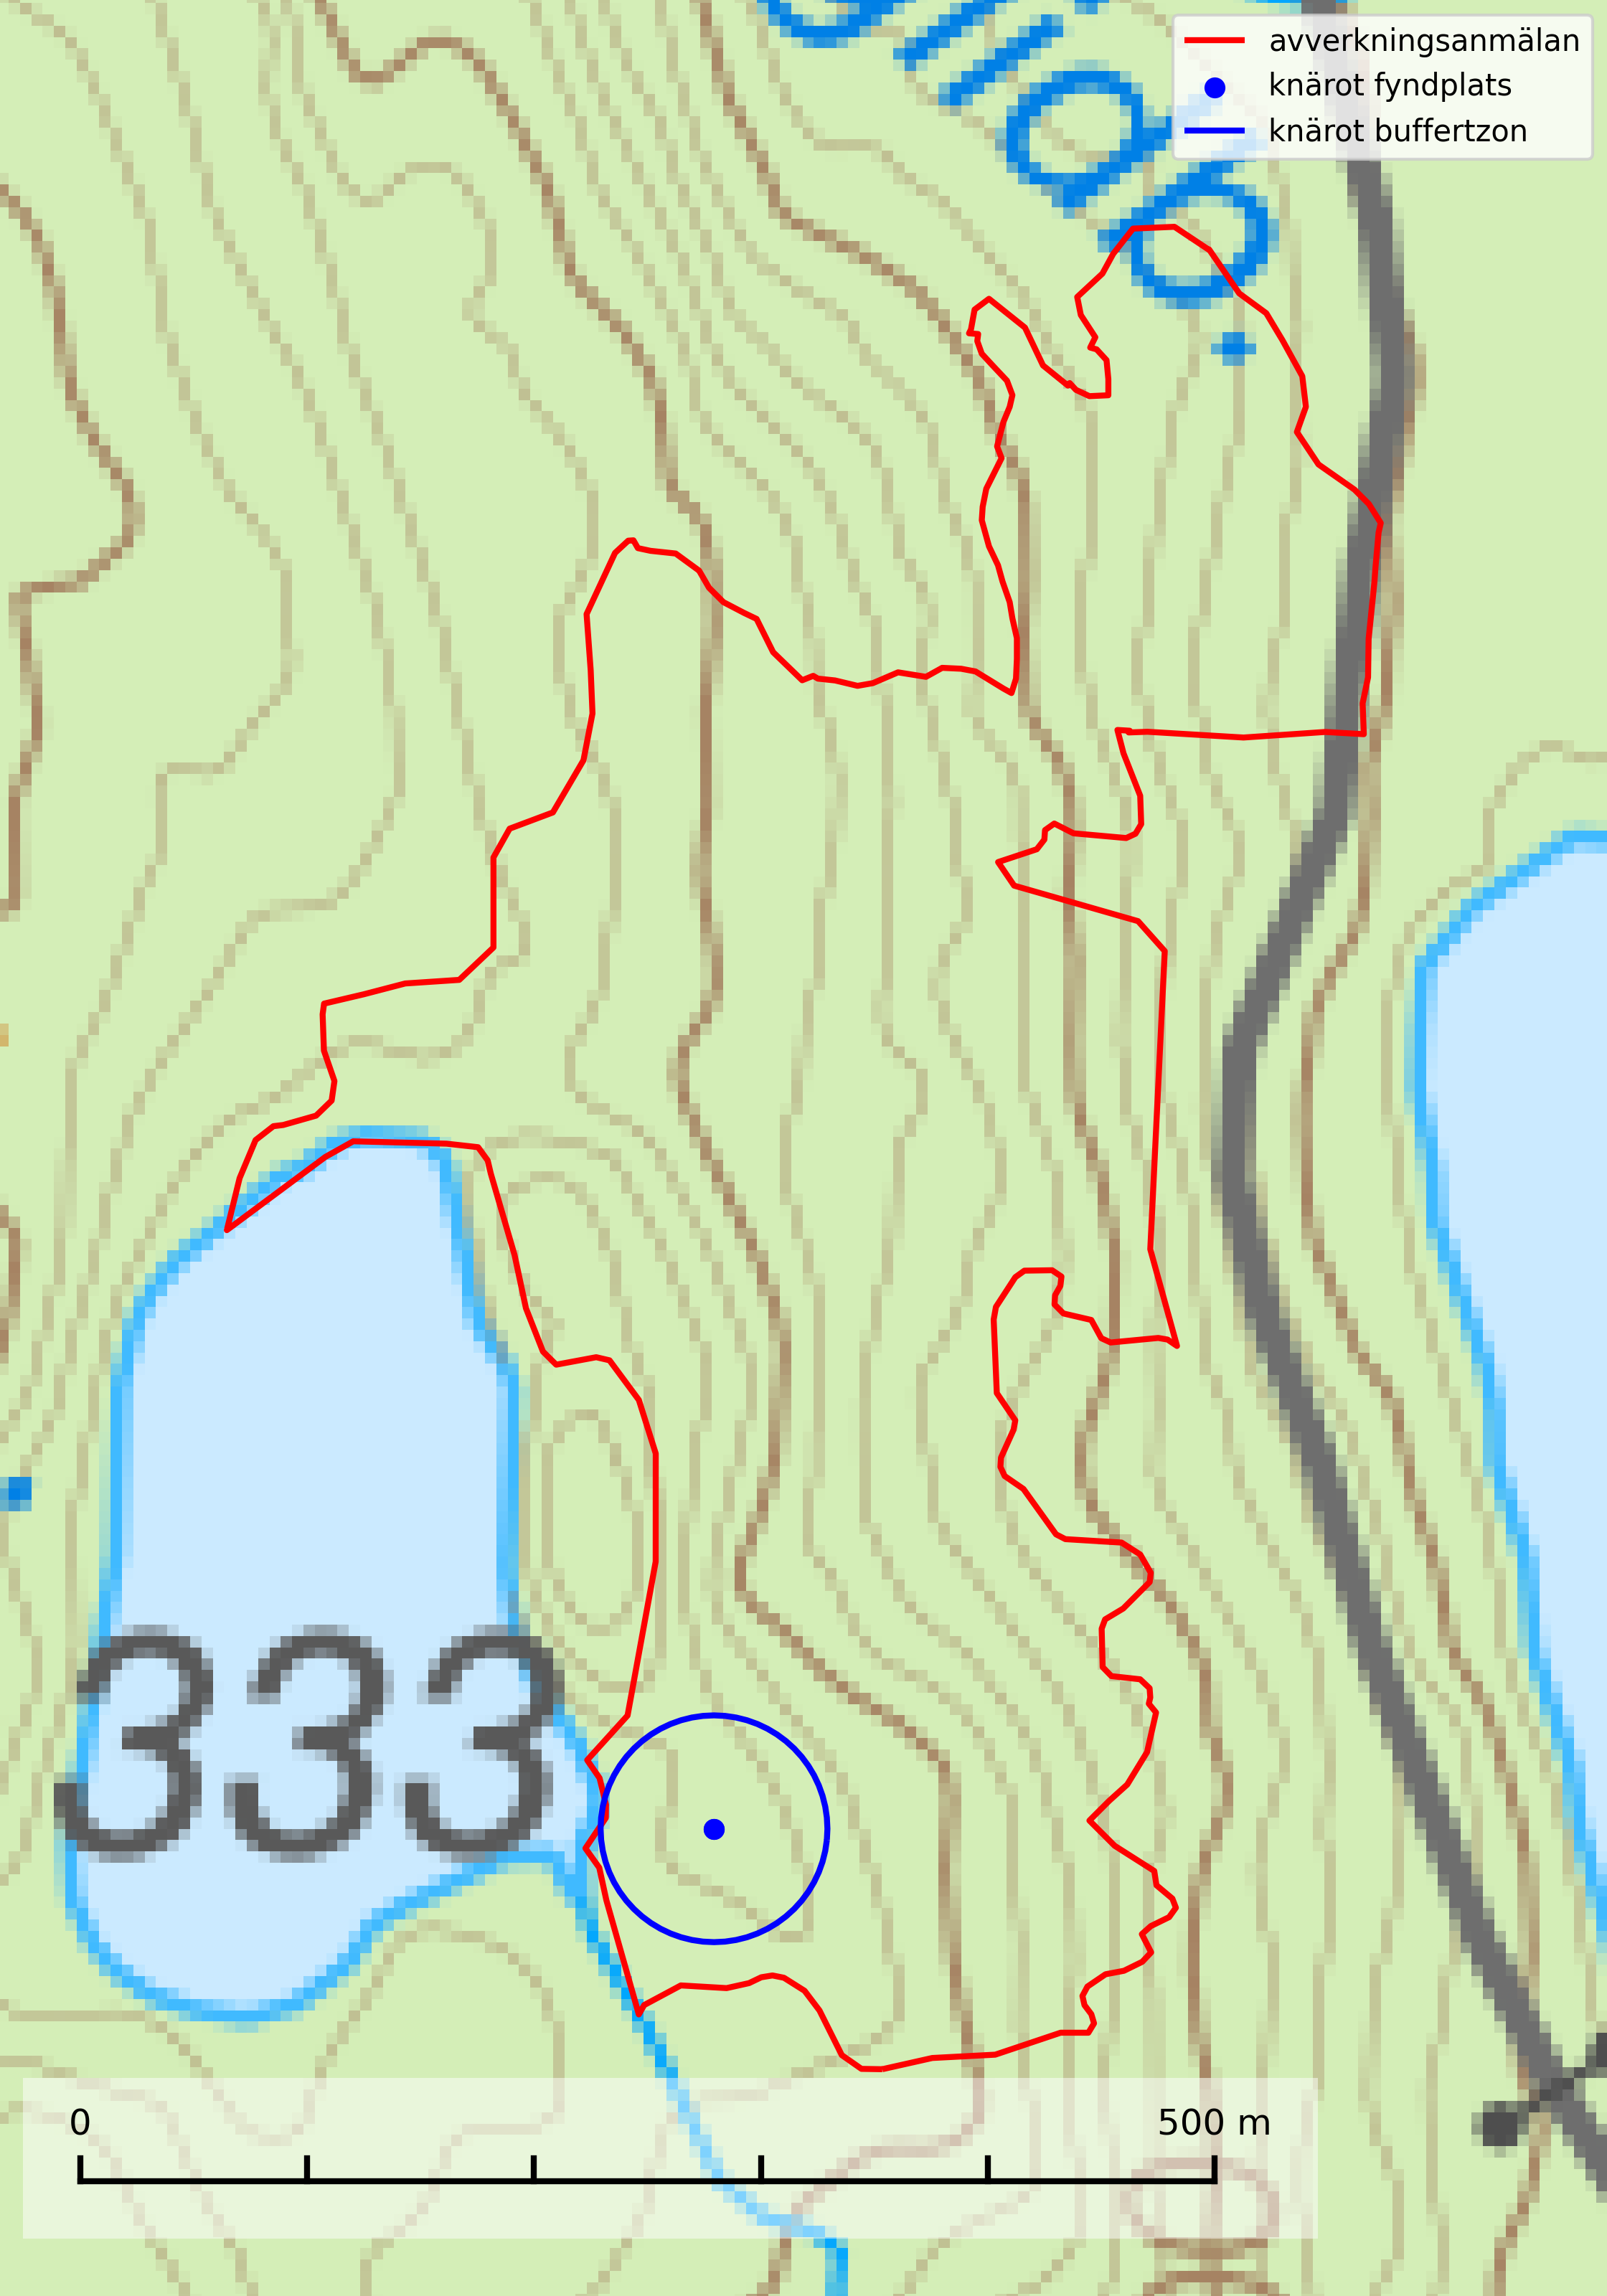 avverkningsanmälan
knärot fyndplats
knärot buffertzon
333
0 500 m